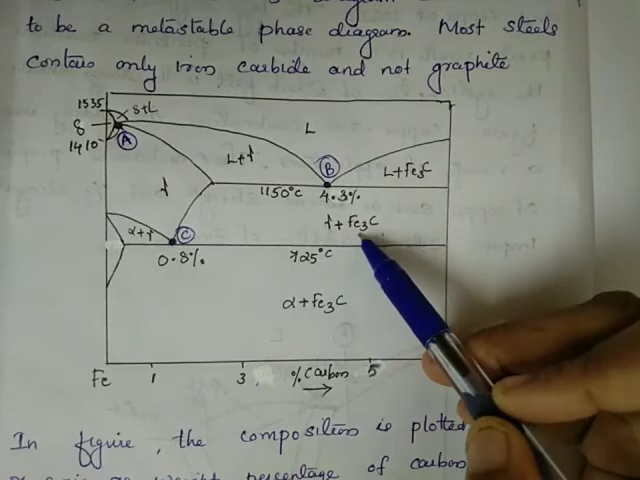 to be a metastable phase diagram. Most steels
contain only iron carbide and not graphite
1535
δ+L
δ
A
1410
L
L+γ
B
L+Fe3C
γ
1150°C
4.3%
γ+Fe3C
α+γ
C
0.8%
725°C
α+Fe3C
Fe 1 3 % Carbon 5
In figure, the composition is plotted
weight percentage of carbon